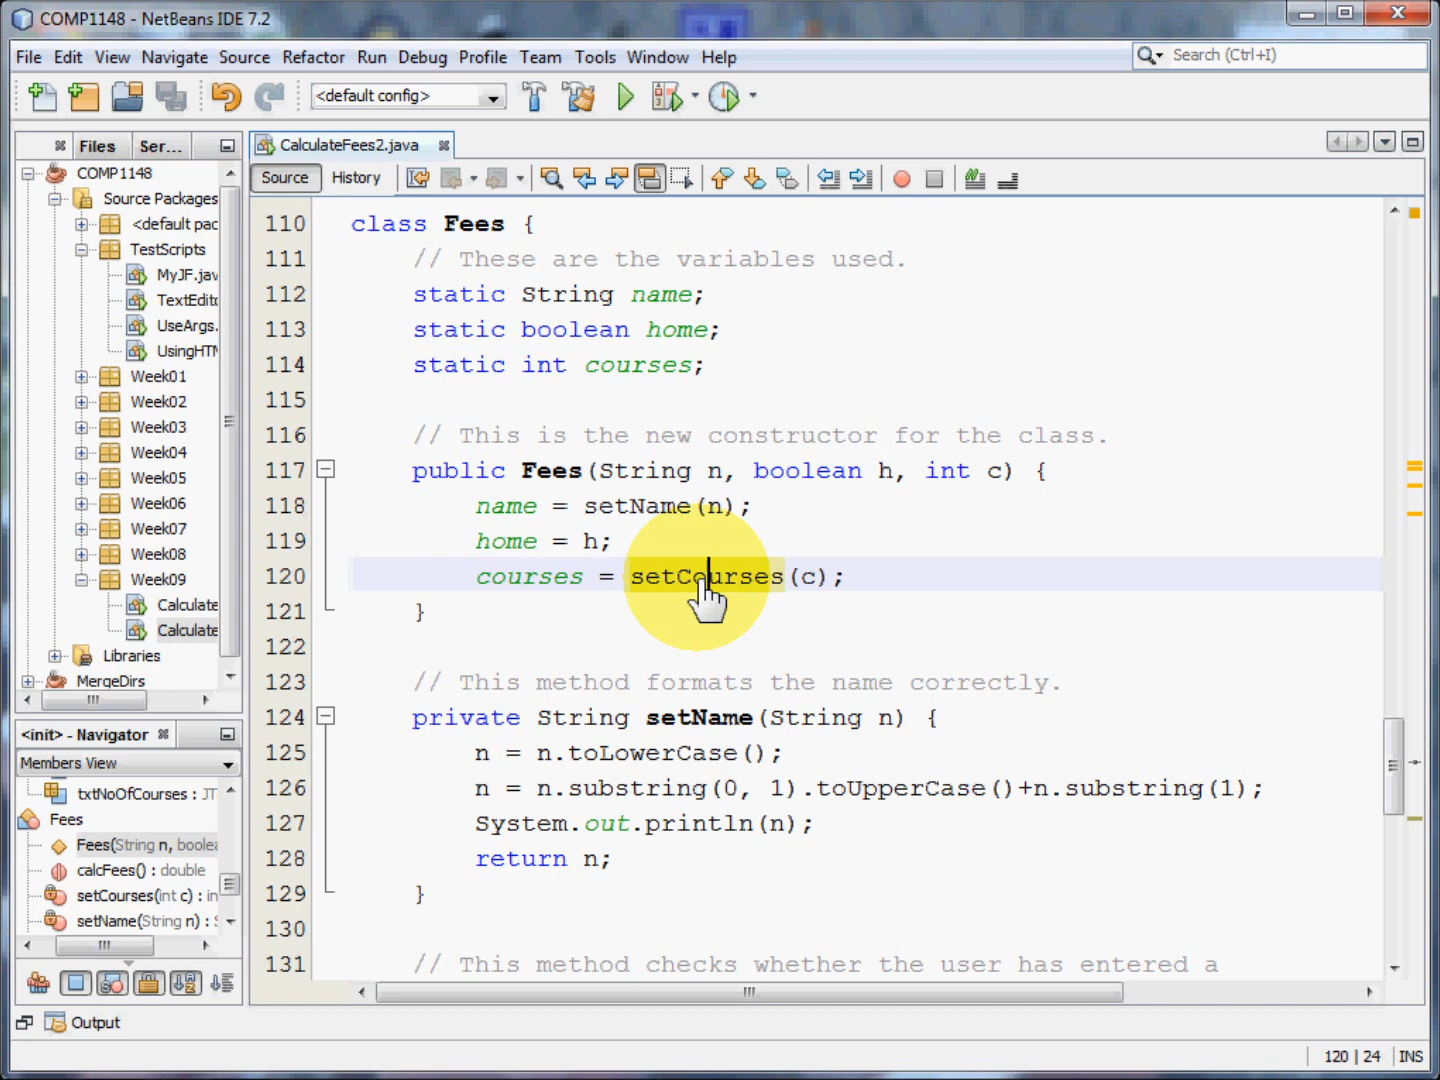 COMP1148 - NetBeans IDE 7.2
File Edit View Navigate Source Refactor Run Debug Profile Team Tools Window Help
Search (Ctrl+I)
<default config>
Files Ser...
CalculateFees2.java
COMP1148
Source Packages
<default pac
TestScripts
MyJF.jav
TextEdito
UseArgs.
UsingHTM
Week01
Week02
Week03
Week04
Week05
Week06
Week07
Week08
Week09
Calculate
Calculate
Libraries
MergeDirs
<init> - Navigator
Members View
txtNoOfCourses : JT
Fees
Fees(String n, boolea
calcFees() : double
setCourses(int c) : in
setName(String n) : S
Source History
110 class Fees {
111 // These are the variables used.
112 static String name;
113 static boolean home;
114 static int courses;
115
116 // This is the new constructor for the class.
117 public Fees(String n, boolean h, int c) {
118 name = setName(n);
119 home = h;
120 courses = setCourses(c);
121 }
122
123 // This method formats the name correctly.
124 private String setName(String n) {
125 n = n.toLowerCase();
126 n = n.substring(0, 1).toUpperCase()+n.substring(1);
127 System.out.println(n);
128 return n;
129 }
130
131 // This method checks whether the user has entered a
Output
120 | 24 INS